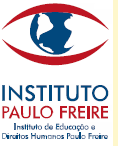 INSTITUTO
PAULO FREIRE
Instituto de Educação e
Direitos Humanos Paulo Freire